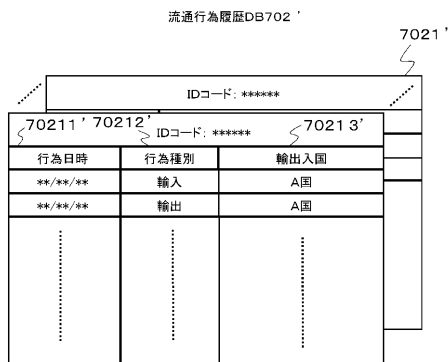 流通行為履歴DB702'
7021'
IDコード: ******
70211' 70212' IDコード: ****** 70213'
行為日時 行為種別 輸出入国
**/**/** 輸入 A国
**/**/** 輸出 A国